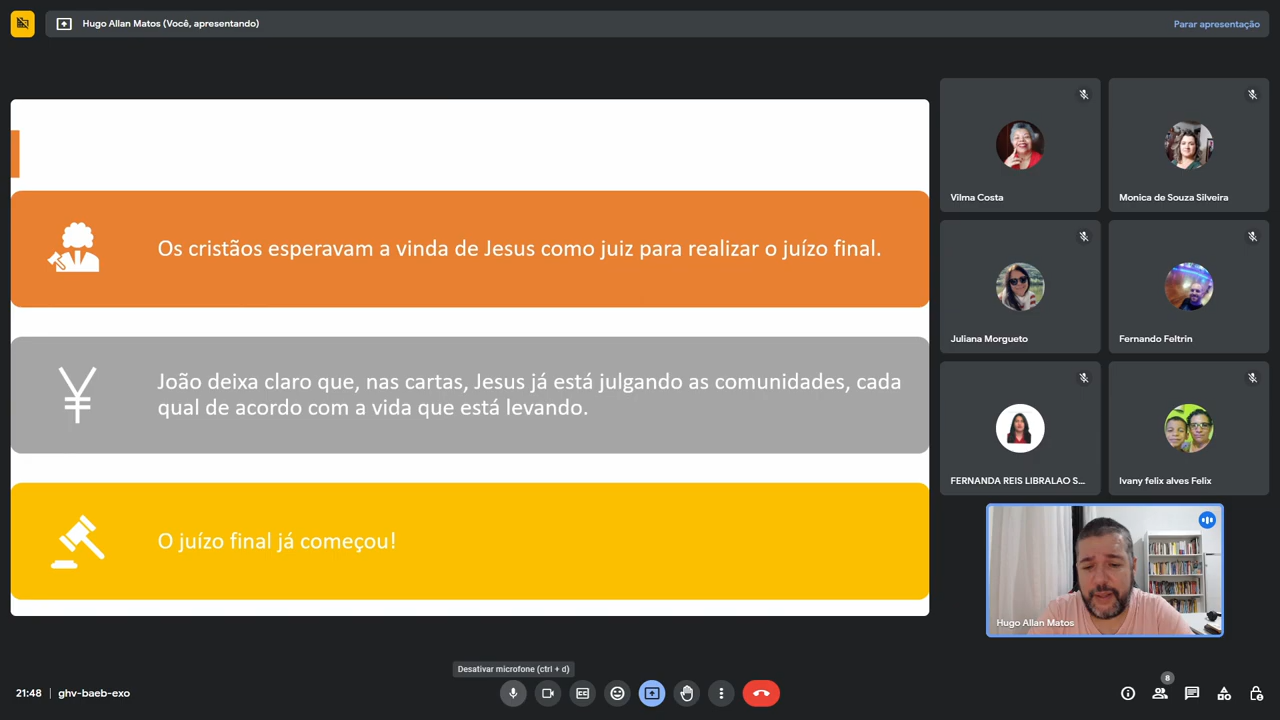 Hugo Allan Matos (Você, apresentando)
Parar apresentação
Os cristãos esperavam a vinda de Jesus como juiz para realizar o juízo final.
¥
João deixa claro que, nas cartas, Jesus já está julgando as comunidades, cada
qual de acordo com a vida que está levando.
O juízo final já começou!
Vilma Costa
Monica de Souza Silveira
Juliana Morgueto
Fernando Feltrin
FERNANDA REIS LIBRALAO S...
Ivany felix alves Felix
Hugo Allan Matos
Desativar microfone (ctrl + d)
21:48 | ghv-baeb-exo
8